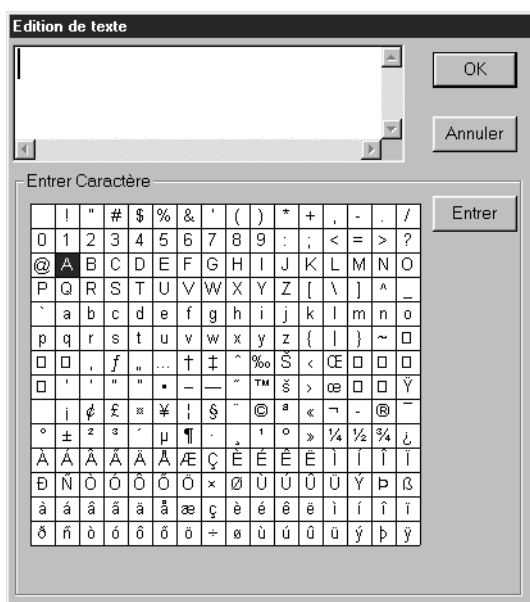 Edition de texte
OK
Annuler
Entrer Caractère
Entrer
! " # $ % & ' ( ) * + , - . /
0 1 2 3 4 5 6 7 8 9 : ; < = > ?
@ A B C D E F G H I J K L M N O
P Q R S T U V W X Y Z [ \ ] ^ _
` a b c d e f g h i j k l m n o
p q r s t u v w x y z { | } ~ □
□ □ ‚ ƒ „ … † ‡ ˆ ‰ Š ‹ Œ □ □ □
□ ' ' " " • – — ˜ ™ š › œ □ □ Ÿ
¡ ¢ £ ¤ ¥ ¦ § ¨ © ª « ¬ - ® ¯
° ± ² ³ ´ µ ¶ · ¸ ¹ º » ¼ ½ ¾ ¿
À Á Â Ã Ä Å Æ Ç È É Ê Ë Ì Í Î Ï
Ð Ñ Ò Ó Ô Õ Ö × Ø Ù Ú Û Ü Ý Þ ß
à á â ã ä å æ ç è é ê ë ì í î ï
ð ñ ò ó ô õ ö ÷ ø ù ú û ü ý þ ÿ